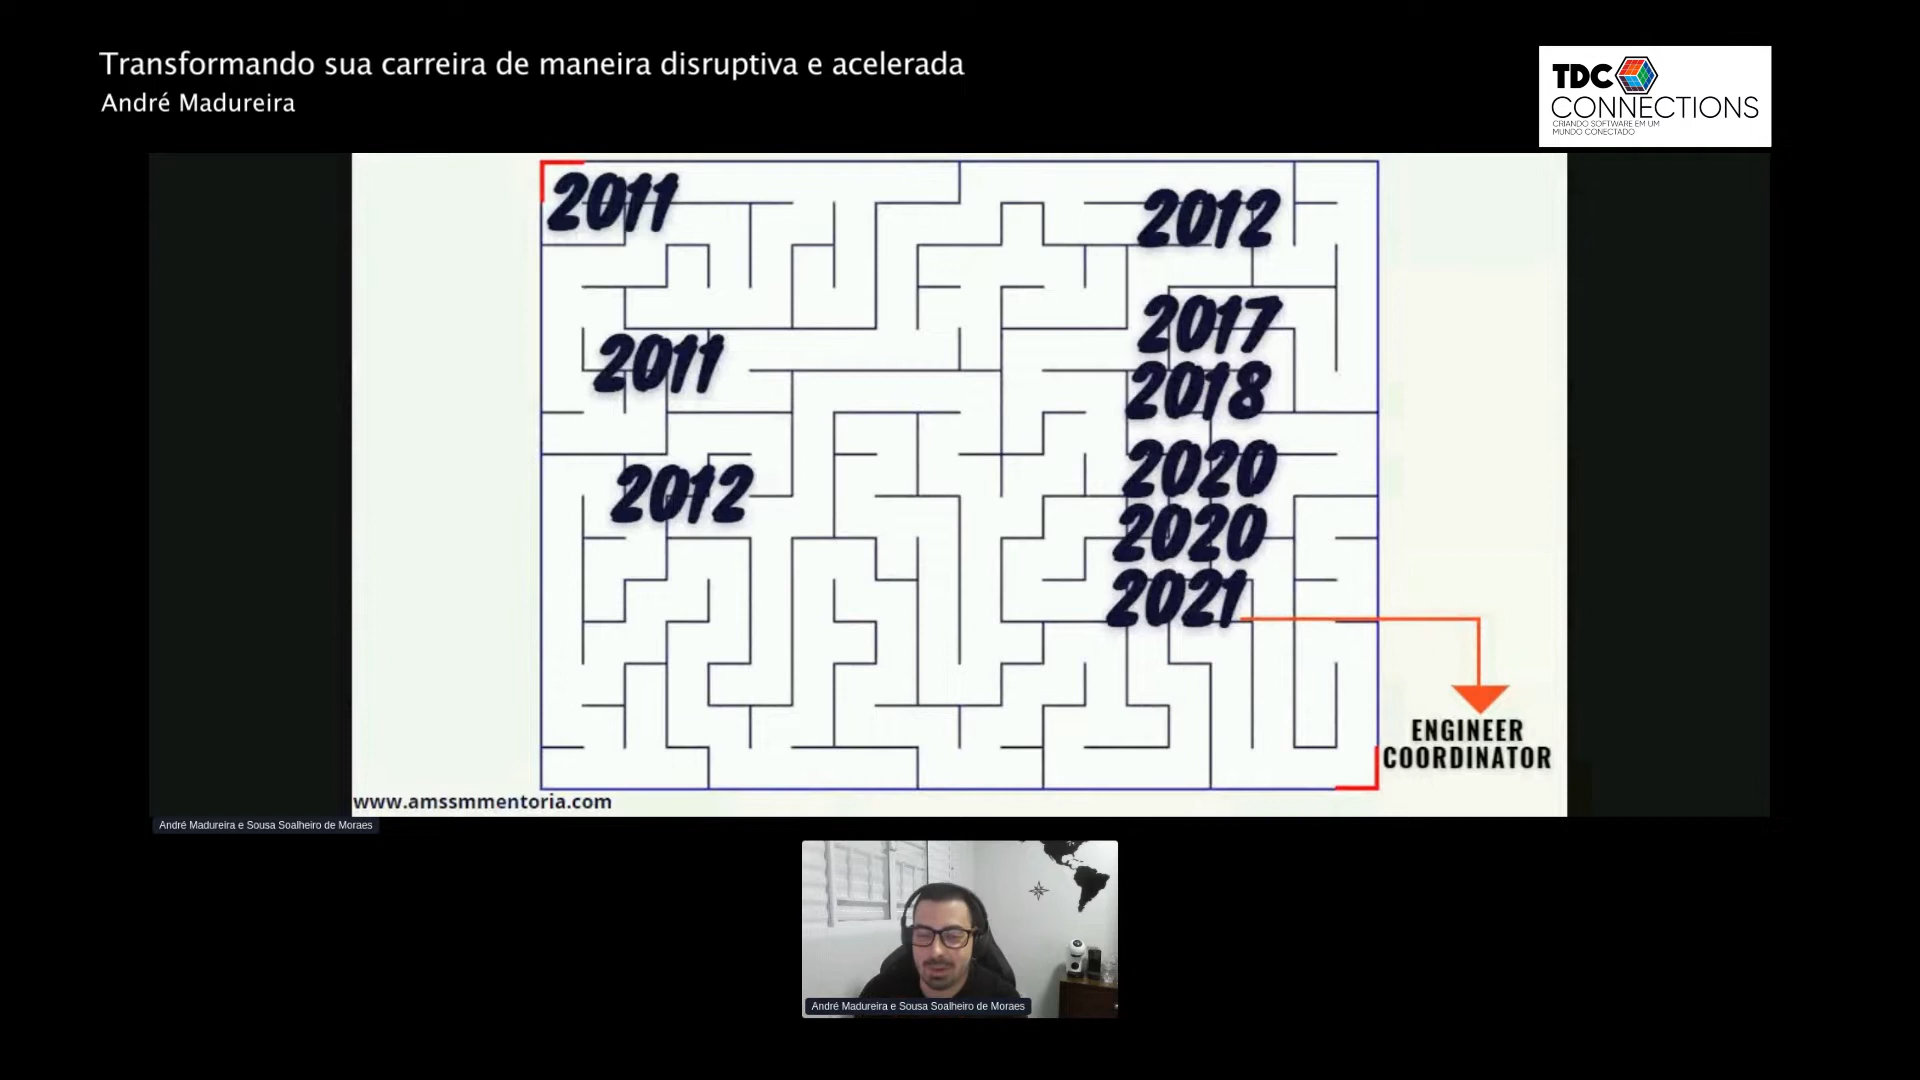 Transformando sua carreira de maneira disruptiva e acelerada
André Madureira
TDC
CONNECTIONS
CRIANDO SOFTWARE EM UM
MUNDO CONECTADO
2011
2012
2017
2011
2018
2020
2012
2020
2021
ENGINEER
COORDINATOR
www.amssmmentoria.com
André Madureira e Sousa Soalheiro de Moraes
André Madureira e Sousa Soalheiro de Moraes